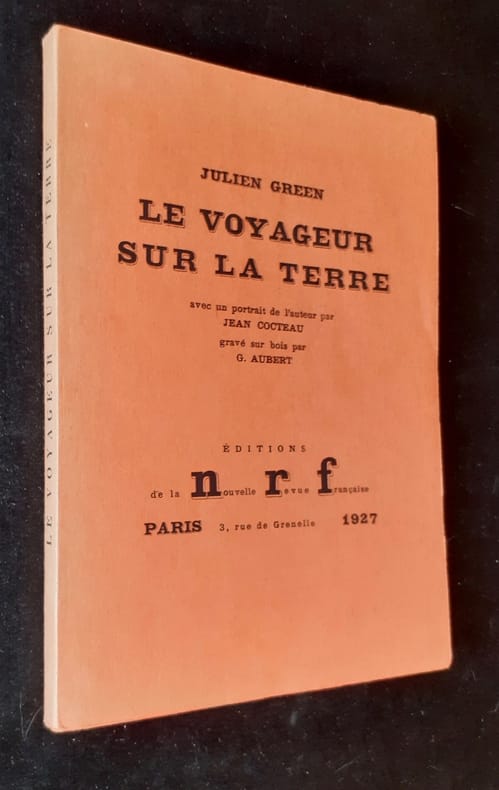 LE VOYAGEUR SUR LA TERRE
JULIEN GREEN
LE VOYAGEUR
SUR LA TERRE
avec un portrait de l'auteur par
JEAN COCTEAU
gravé sur bois par
G. AUBERT
ÉDITIONS
de la nouvelle revue française
PARIS 3, rue de Grenelle 1927